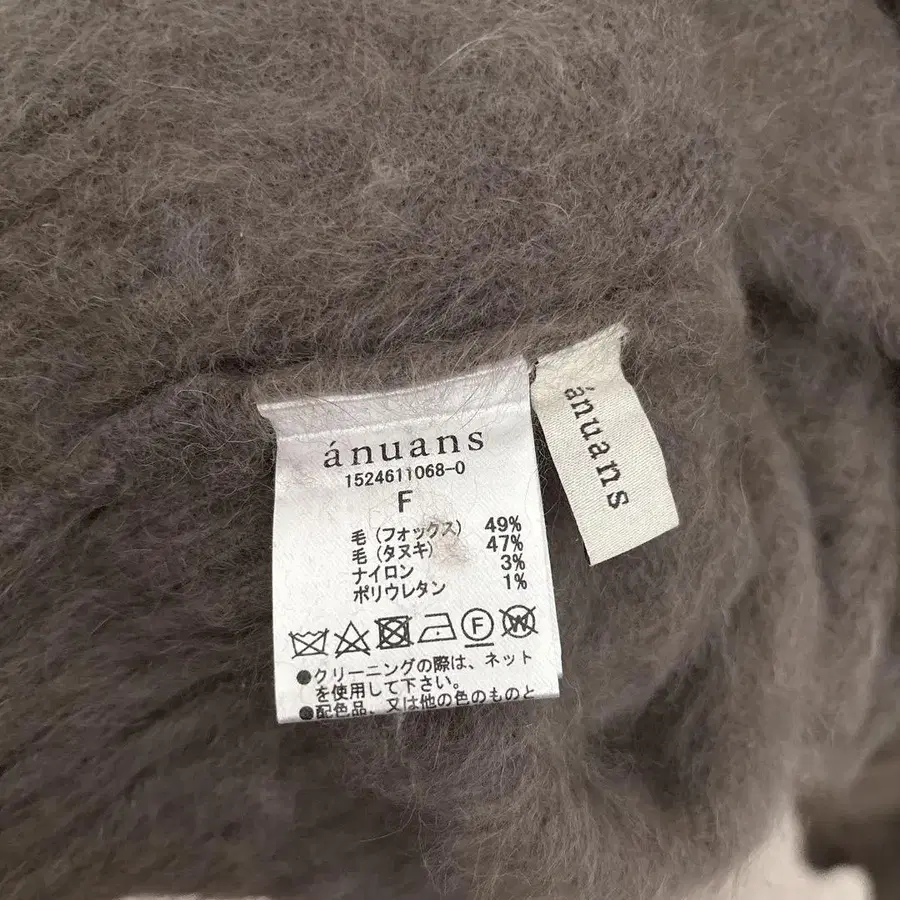 ánuans
1524611068-0
F
毛(フォックス) 49%
毛(タヌキ) 47%
ナイロン 3%
ポリウレタン 1%
F
W
●クリーニングの際は、ネット
を使用して下さい。
●配色品、又は他の色のものと
ánuans